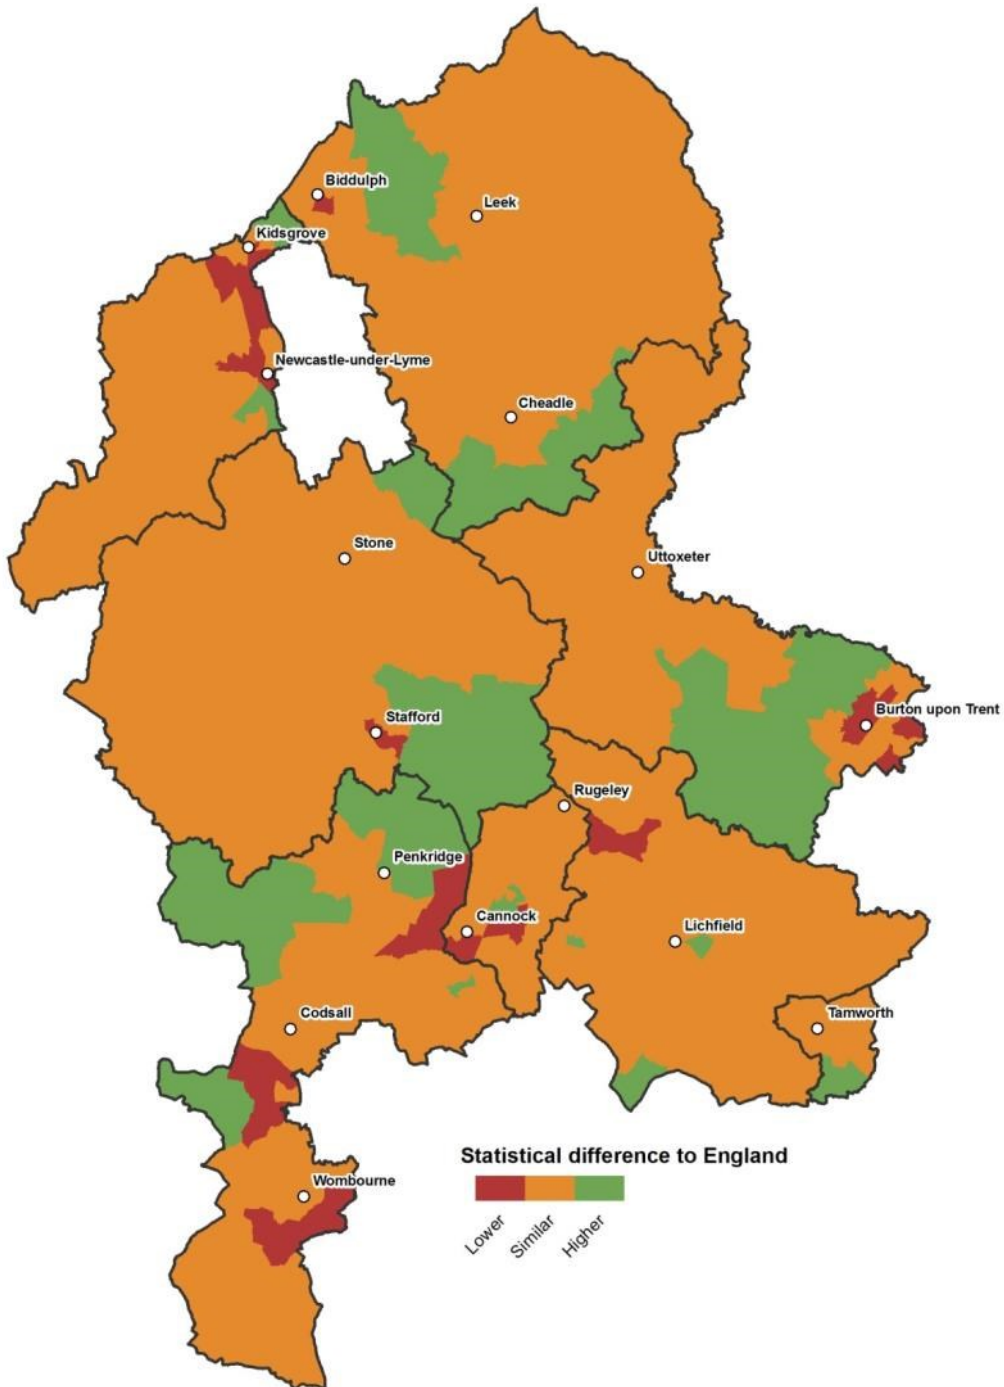 Biddulph
Leek
Kidsgrove
Newcastle-under-Lyme
Cheadle
Stone
Uttoxeter
Stafford
Burton upon Trent
Rugeley
Penkridge
Cannock
Lichfield
Codsall
Tamworth
Statistical difference to England
Lower
Similar
Higher
Wombourne